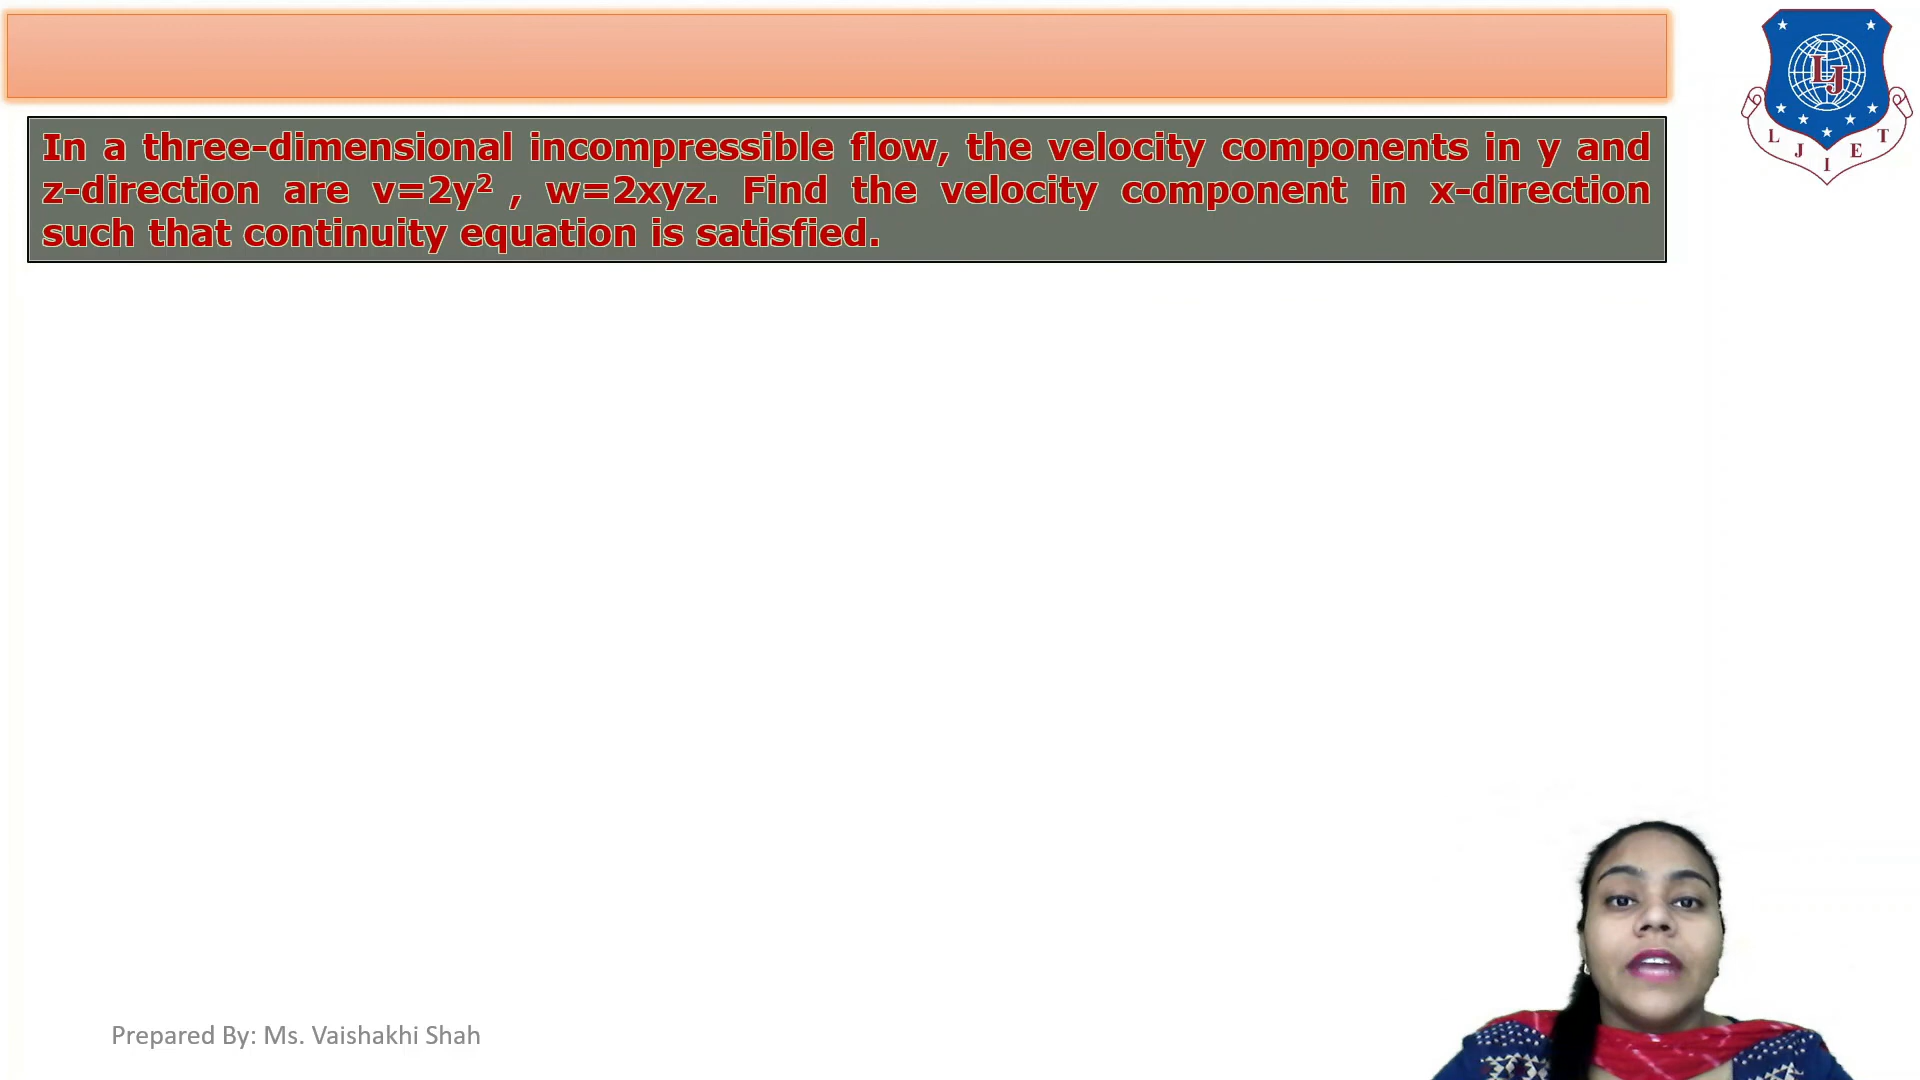 In a three-dimensional incompressible flow, the velocity components in y and
z-direction are v=2y² , w=2xyz. Find the velocity component in x-direction
such that continuity equation is satisfied.
LJ
L J I E T
Prepared By: Ms. Vaishakhi Shah